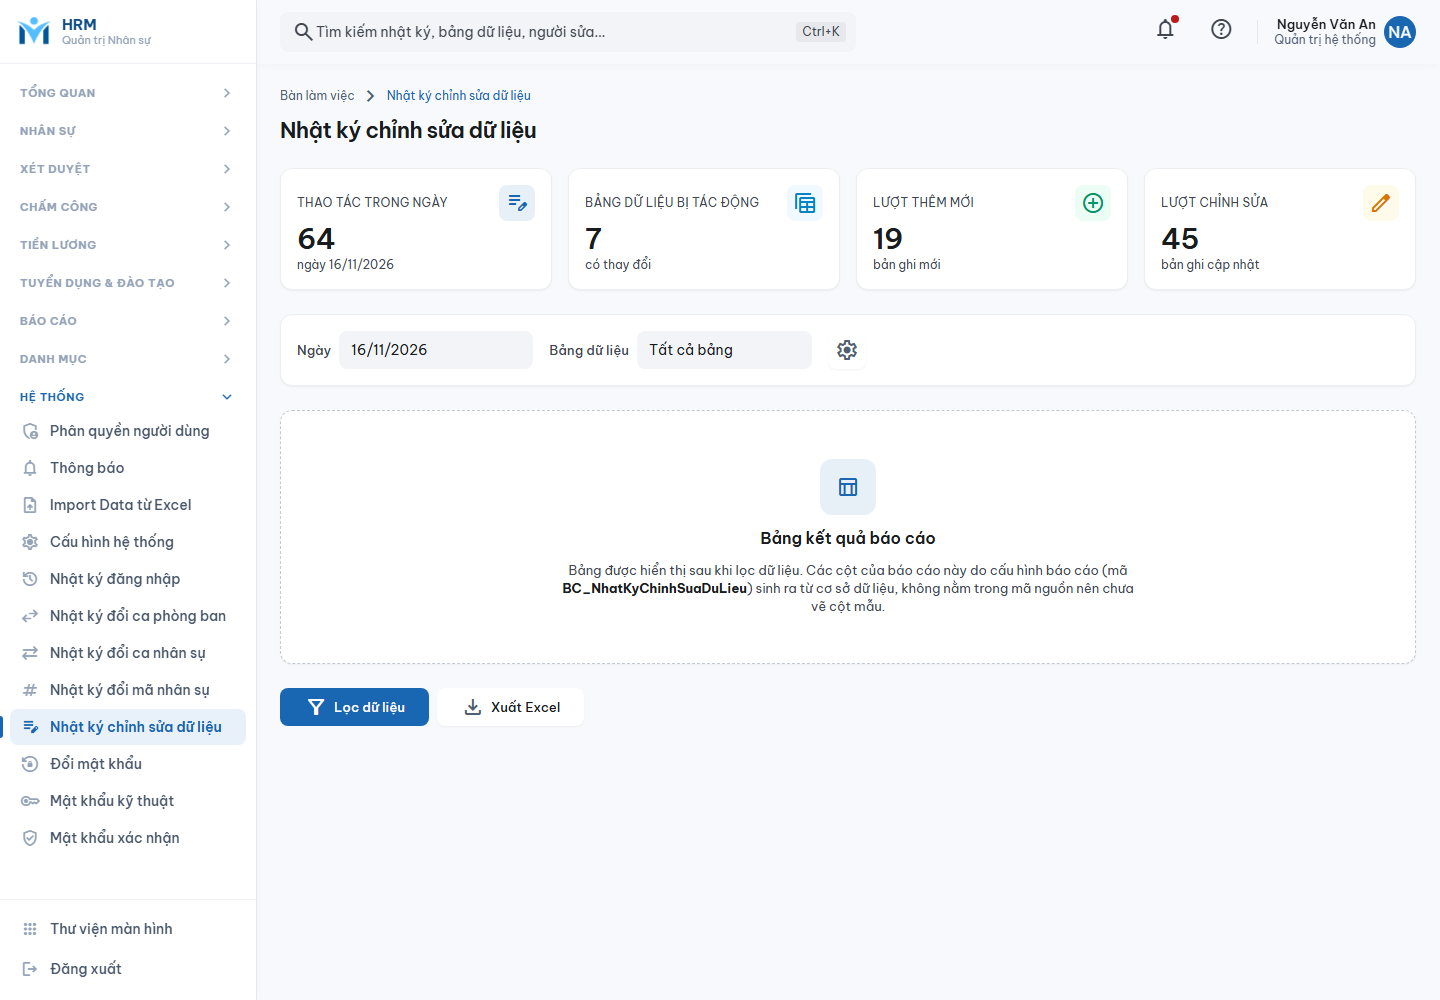 HRM
Quản trị Nhân sự
Tìm kiếm nhật ký, bảng dữ liệu, người sửa...
Ctrl+K
Nguyễn Văn An
Quản trị hệ thống
NA
TỔNG QUAN
NHÂN SỰ
XÉT DUYỆT
CHẤM CÔNG
TIỀN LƯƠNG
TUYỂN DỤNG & ĐÀO TẠO
BÁO CÁO
DANH MỤC
HỆ THỐNG
Phân quyền người dùng
Thông báo
Import Data từ Excel
Cấu hình hệ thống
Nhật ký đăng nhập
Nhật ký đổi ca phòng ban
Nhật ký đổi ca nhân sự
Nhật ký đổi mã nhân sự
Nhật ký chỉnh sửa dữ liệu
Đổi mật khẩu
Mật khẩu kỹ thuật
Mật khẩu xác nhận
Thư viện màn hình
Đăng xuất
Bàn làm việc
Nhật ký chỉnh sửa dữ liệu
Nhật ký chỉnh sửa dữ liệu
THAO TÁC TRONG NGÀY
64
ngày 16/11/2026
BẢNG DỮ LIỆU BỊ TÁC ĐỘNG
7
có thay đổi
LƯỢT THÊM MỚI
19
bản ghi mới
LƯỢT CHỈNH SỬA
45
bản ghi cập nhật
Ngày
16/11/2026
Bảng dữ liệu
Tất cả bảng
Bảng kết quả báo cáo
Bảng được hiển thị sau khi lọc dữ liệu. Các cột của báo cáo này do cấu hình báo cáo (mã
BC_NhatKyChinhSuaDuLieu) sinh ra từ cơ sở dữ liệu, không nằm trong mã nguồn nên chưa
vẽ cột mẫu.
Lọc dữ liệu
Xuất Excel